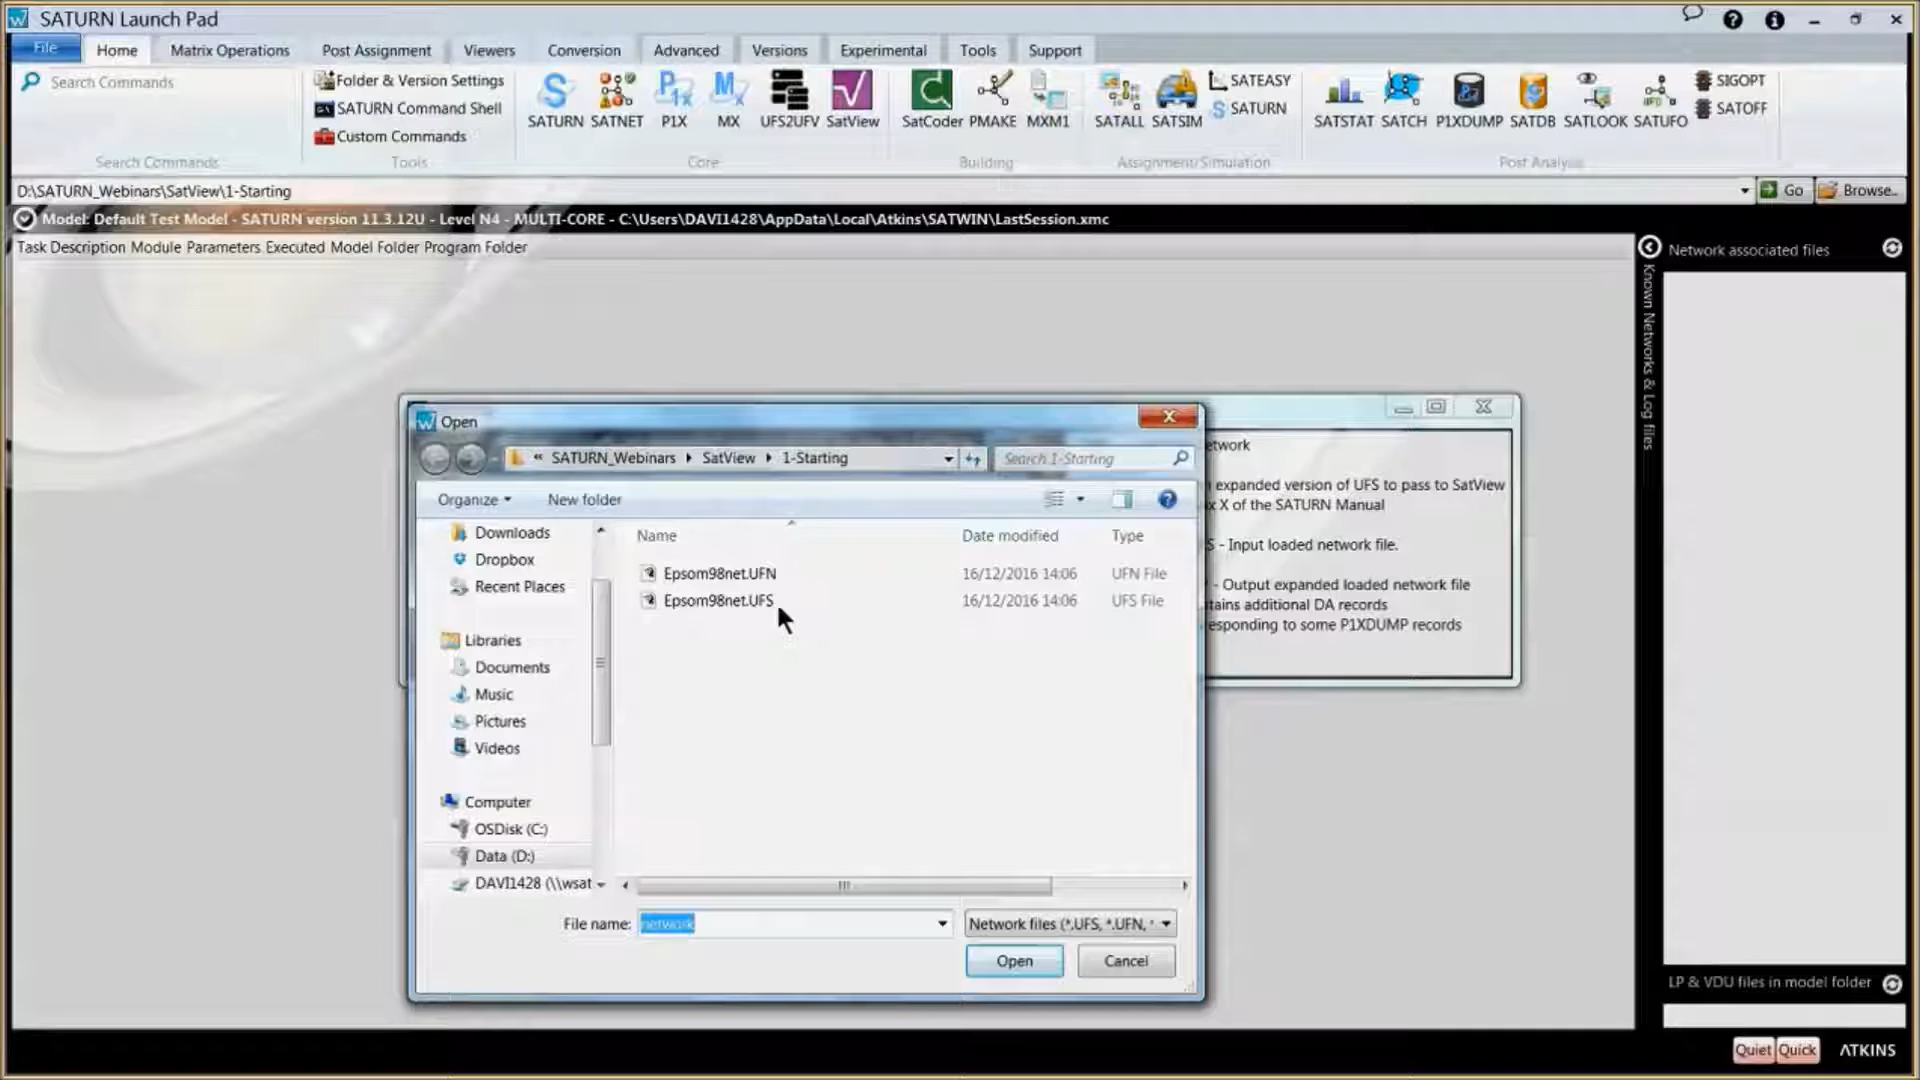 SATURN Launch Pad
File Home Matrix Operations Post Assignment Viewers Conversion Advanced Versions Experimental Tools Support
Search Commands
Folder & Version Settings
SATURN Command Shell
Custom Commands
SATURN SATNET P1X MX UFS2UFV SatView
SatCoder PMAKE MXM1
SATALL SATSIM
SATEASY
SATURN
SATSTAT SATCH P1XDUMP SATDB SATLOOK SATUFO
SIGOPT
SATOFF
Search Commands Tools Core Building Assignment/Simulation Post Analysis
D:\SATURN_Webinars\SatView\1-Starting Go Browse..
Model: Default Test Model - SATURN version 11.3.12U - Level N4 - MULTI-CORE - C:\Users\DAVI1428\AppData\Local\Atkins\SATWIN\LastSession.xmc
Task Description Module Parameters Executed Model Folder Program Folder
Network associated files
Known Networks & Log files
Open
« SATURN_Webinars SatView 1-Starting
Search 1-Starting
Organize New folder
Name Date modified Type
Epsom98net.UFN 16/12/2016 14:06 UFN File
Epsom98net.UFS 16/12/2016 14:06 UFS File
Downloads
Dropbox
Recent Places
Libraries
Documents
Music
Pictures
Videos
Computer
OSDisk (C:)
Data (D:)
DAVI1428 (\\wsat
File name: network Network files (*.UFS, *.UFN, *
Open Cancel
etwork
expanded version of UFS to pass to SatView
x X of the SATURN Manual
S - Input loaded network file.
- Output expanded loaded network file
tains additional DA records
responding to some P1XDUMP records
LP & VDU files in model folder
Quiet Quick ATKINS